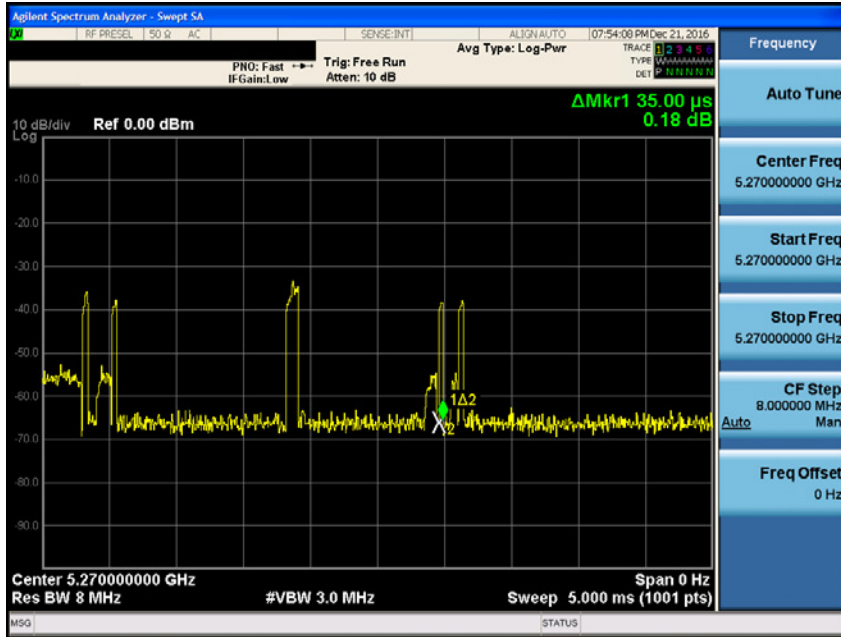 Agilent Spectrum Analyzer - Swept SA
RF PRESEL 50 Ω AC SENSE:INT ALIGN AUTO 07:54:08 PM Dec 21, 2016
Avg Type: Log-Pwr TRACE 1 2 3 4 5 6
PNO: Fast Trig: Free Run TYPE
IFGain:Low Atten: 10 dB DET P N N N N N
ΔMkr1 35.00 µs
0.18 dB
10 dB/div Ref 0.00 dBm
Log
-10.0
-20.0
-30.0
-40.0
-50.0
-60.0
-70.0
-80.0
-90.0
1Δ2
2
Center 5.270000000 GHz Span 0 Hz
Res BW 8 MHz #VBW 3.0 MHz Sweep 5.000 ms (1001 pts)
MSG STATUS
Frequency
Auto Tune
Center Freq
5.270000000 GHz
Start Freq
5.270000000 GHz
Stop Freq
5.270000000 GHz
CF Step
8.000000 MHz
Auto Man
Freq Offset
0 Hz